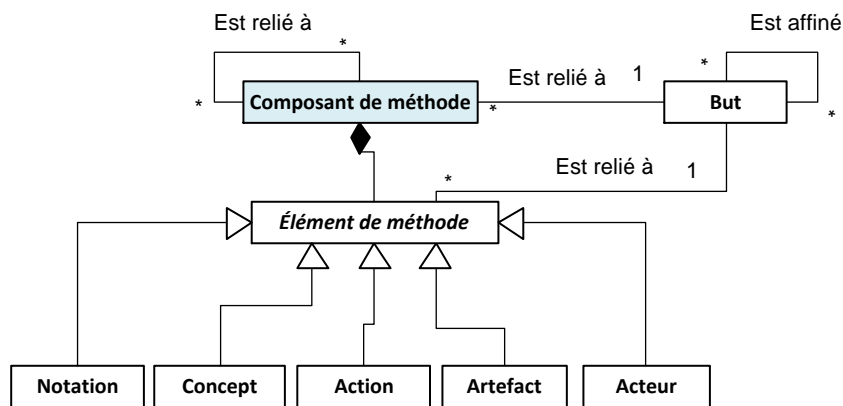 Est relié à
Est affiné
*
*
Est relié à
1
*
Composant de méthode
But
*
*
*
Est relié à
1
*
Élément de méthode
Notation
Concept
Action
Artefact
Acteur